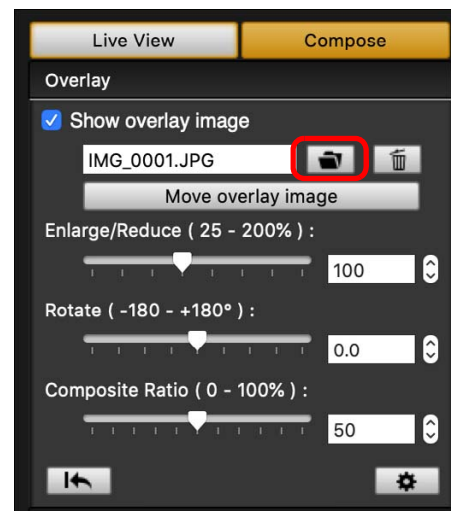 Live View Compose
Overlay
Show overlay image
IMG_0001.JPG
Move overlay image
Enlarge/Reduce ( 25 - 200% ) :
100
Rotate ( -180 - +180° ) :
0.0
Composite Ratio ( 0 - 100% ) :
50